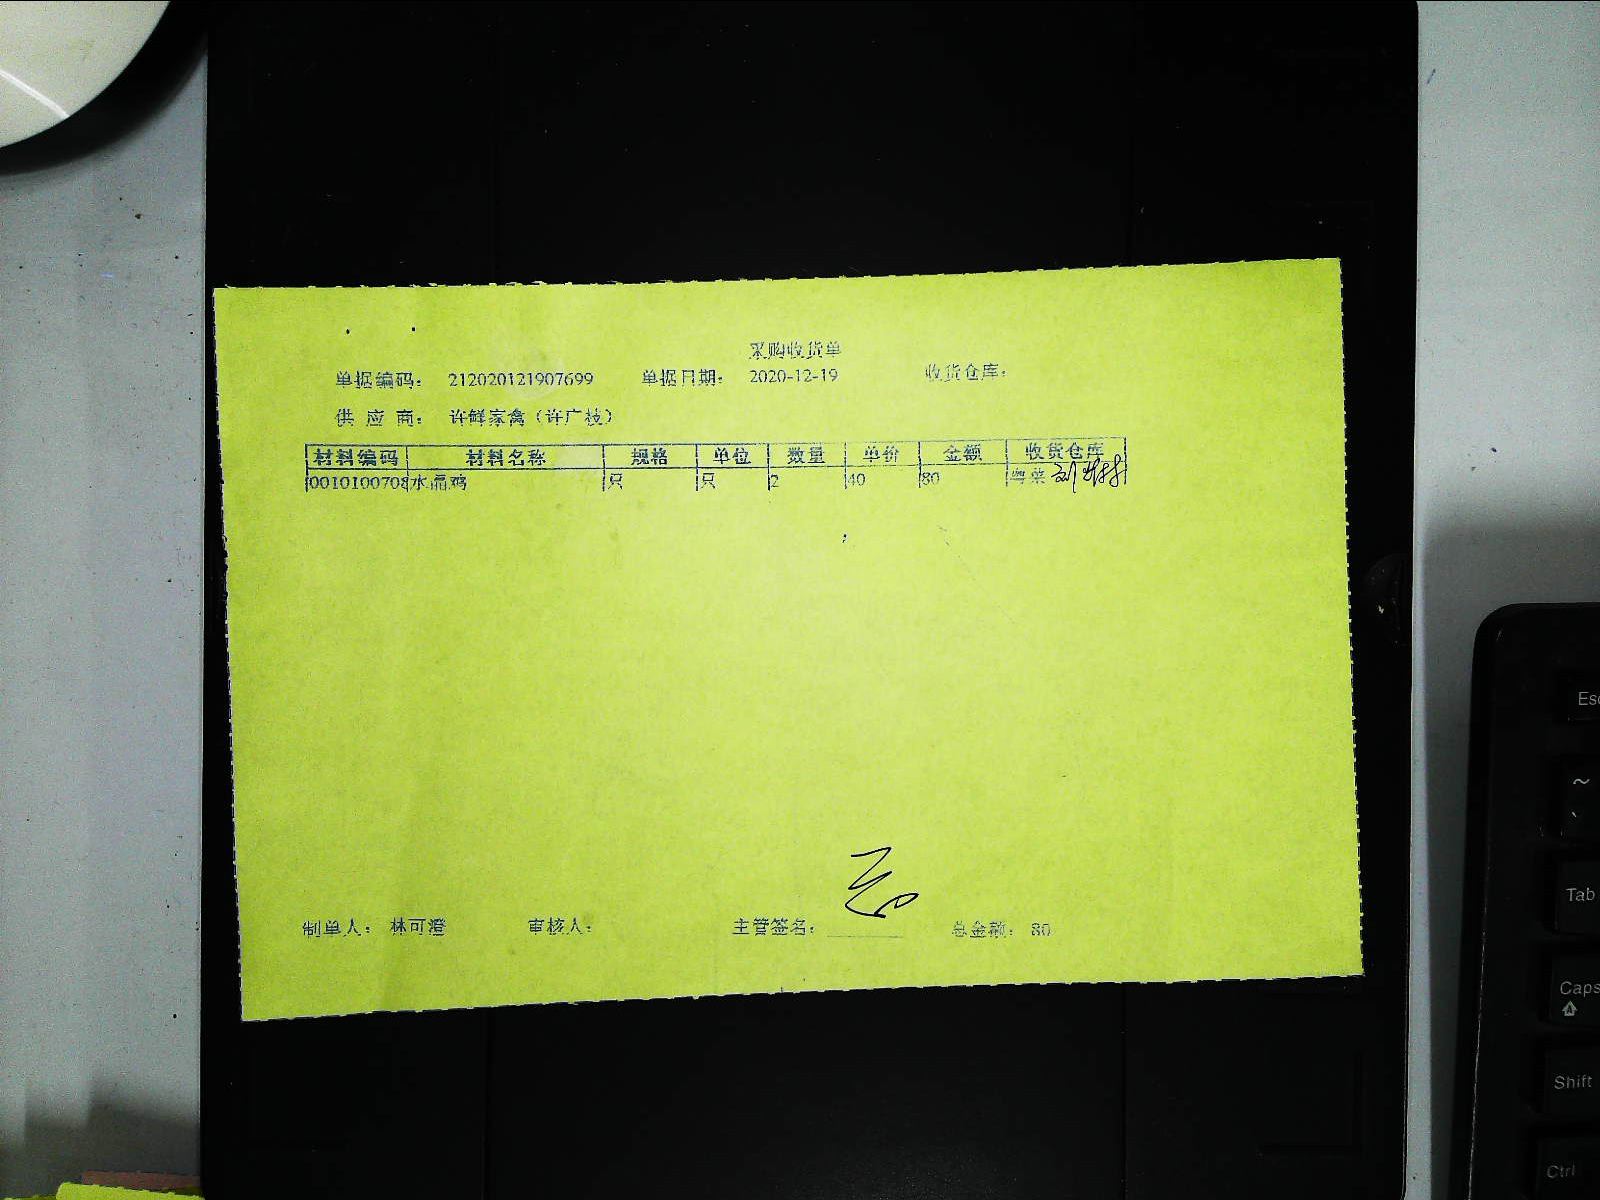 采购收货单
单据编码： 212020121907699 单据日期： 2020-12-19 收货仓库：
供 应 商： 许鲜家禽（许广枝）
材料编码 材料名称 规格 单位 数量 单价 金额 收货仓库
0010100708 水晶鸡 只 只 2 40 80 粤菜
制单人： 林可澄 审核人： 主管签名： 总金额： 80
Esc
~
Tab
Caps
Shift
Ctrl